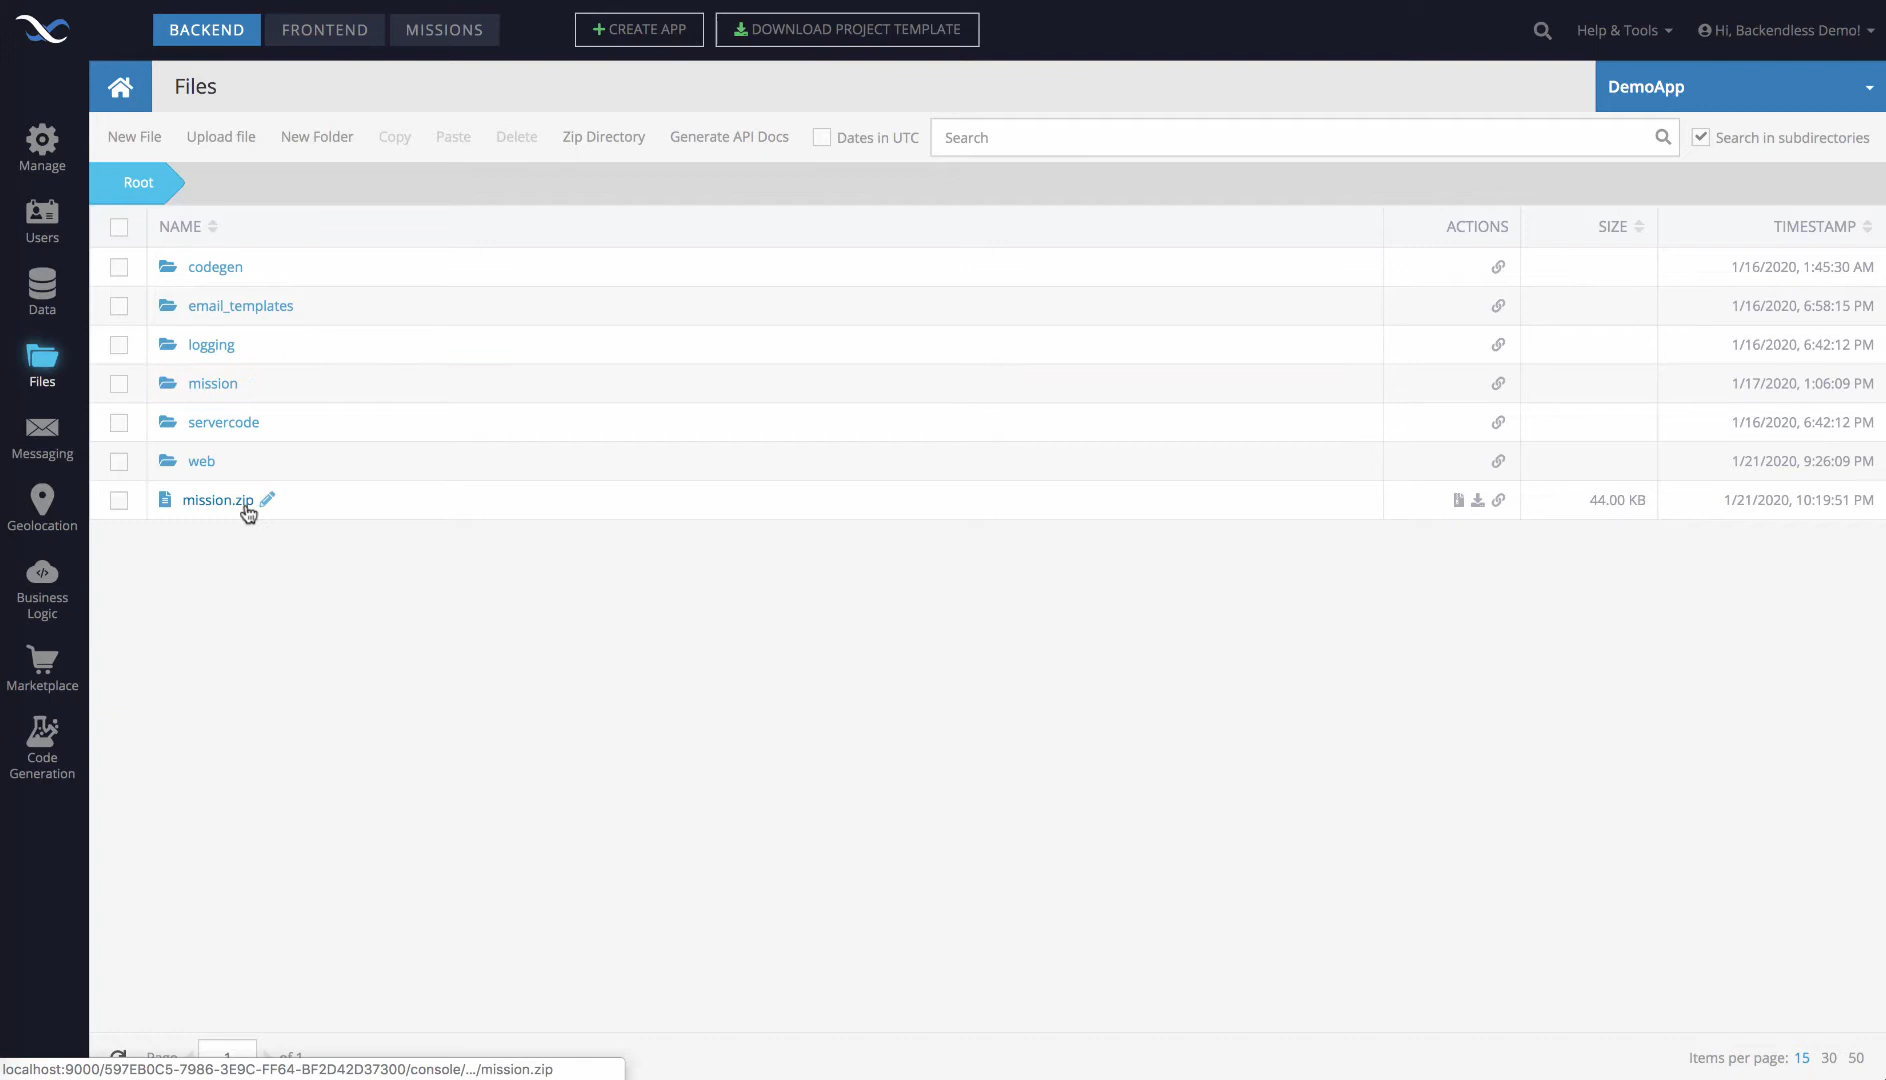 BACKEND FRONTEND MISSIONS + CREATE APP DOWNLOAD PROJECT TEMPLATE Help & Tools Hi, Backendless Demo!
Files DemoApp
New File Upload file New Folder Copy Paste Delete Zip Directory Generate API Docs Dates in UTC Search Search in subdirectories
Root
NAME ACTIONS SIZE TIMESTAMP
codegen 1/16/2020, 1:45:30 AM
email_templates 1/16/2020, 6:58:15 PM
logging 1/16/2020, 6:42:12 PM
mission 1/17/2020, 1:06:09 PM
servercode 1/16/2020, 6:42:12 PM
web 1/21/2020, 9:26:09 PM
mission.zip 44.00 KB 1/21/2020, 10:19:51 PM
Manage
Users
Data
Files
Messaging
Geolocation
Business
Logic
Marketplace
Code
Generation
Page 1 of 1 Items per page: 15 30 50
localhost:9000/597EB0C5-7986-3E9C-FF64-BF2D42D37300/console/.../mission.zip